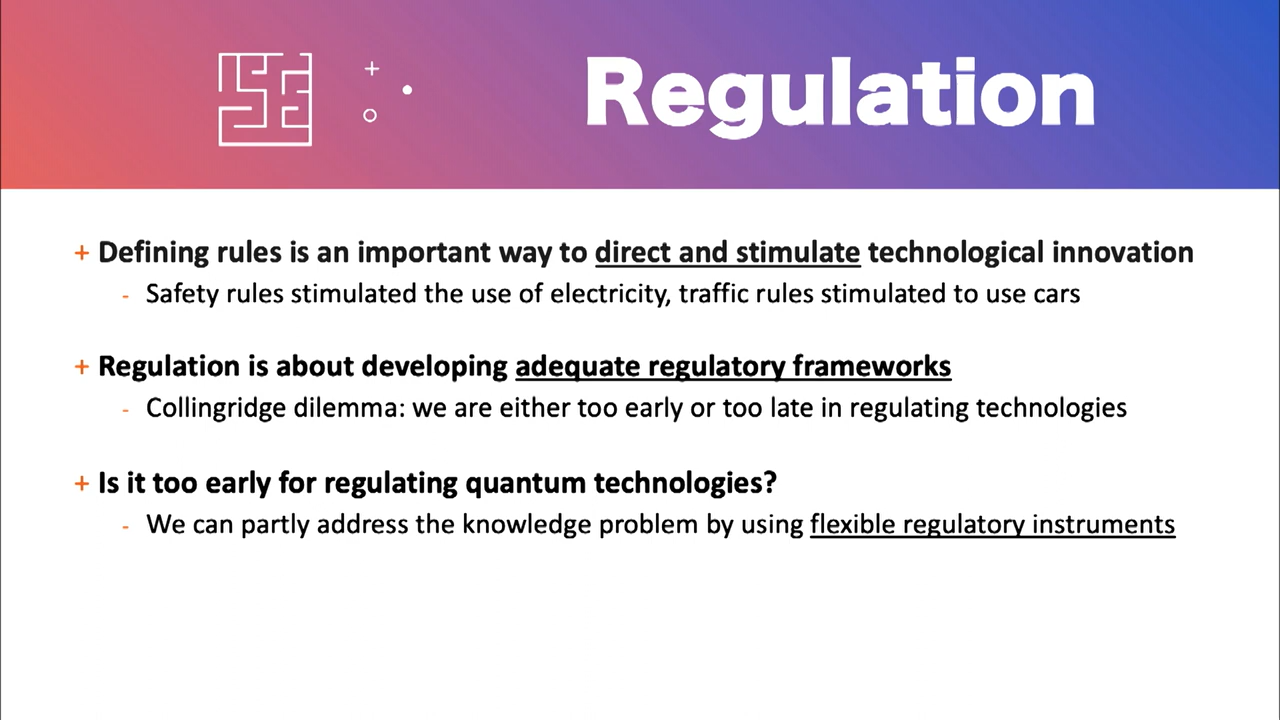 Regulation
+ Defining rules is an important way to direct and stimulate technological innovation
- Safety rules stimulated the use of electricity, traffic rules stimulated to use cars
+ Regulation is about developing adequate regulatory frameworks
- Collingridge dilemma: we are either too early or too late in regulating technologies
+ Is it too early for regulating quantum technologies?
- We can partly address the knowledge problem by using flexible regulatory instruments